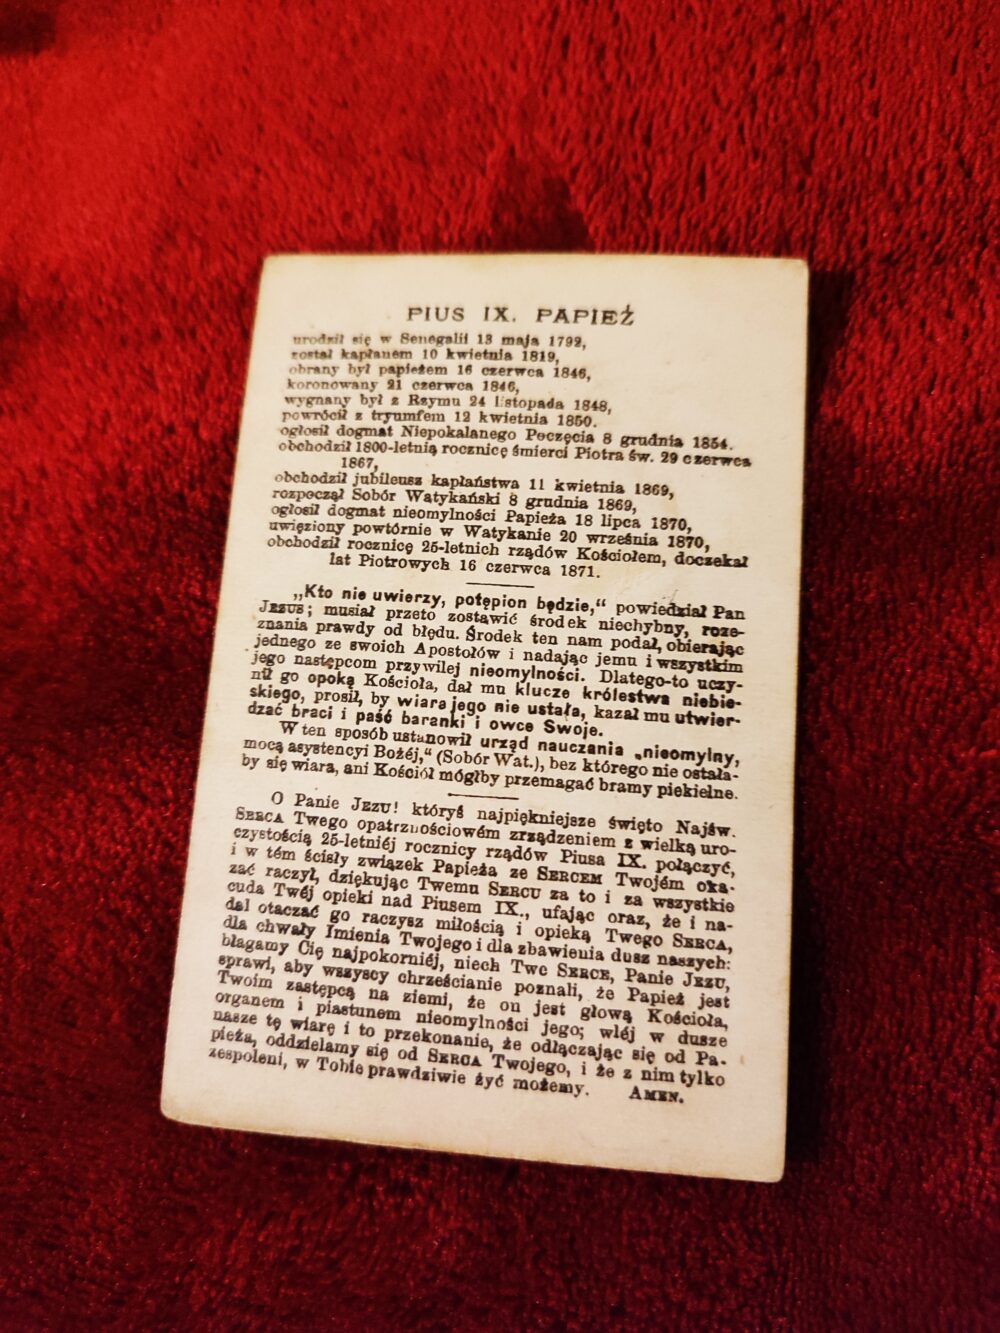 PIUS IX. PAPIEŻ
urodził się w Senegalii 13 maja 1792,
został kapłanem 10 kwietnia 1819,
obrany był papieżem 16 czerwca 1846,
koronowany 21 czerwca 1846,
wygnany był z Rzymu 24 listopada 1848,
powrócił z tryumfem 12 kwietnia 1850.
ogłosił dogmat Niepokalanego Poczęcia 8 grudnia 1854.
obchodził 1800-letnią rocznicę śmierci Piotra św. 29 czerwca
1867,
obchodził jubileusz kapłaństwa 11 kwietnia 1869,
rozpoczął Sobór Watykański 8 grudnia 1869,
ogłosił dogmat nieomylności Papieża 18 lipca 1870,
uwięziony powtórnie w Watykanie 20 września 1870,
obchodził rocznicę 25-letnich rządów Kościołem, doczekał
lat Piotrowych 16 czerwca 1871.
„Kto nie uwierzy, potępion będzie,“ powiedział Pan
JEZUS; musiał przeto zostawić środek niechybny, roze-
znania prawdy od błędu. Środek ten nam podał, obierając
jednego ze swoich Apostołów i nadając jemu i wszystkim
jego następcom przywilej nieomylności. Dlatego-to uczy-
nił go opoką Kościoła, dał mu klucze królestwa niebie-
skiego, prosił, by wiara jego nie ustała, kazał mu utwier-
dzać braci i paść baranki i owce Swoje.
W ten sposób ustanowił urząd nauczania „nieomylny,
mocą asystencyi Bożéj,“ (Sobór Wat.), bez którego nie ostała-
by się wiara, ani Kościół mógłby przemagać bramy piekielne.
O Panie JEZU! któryś najpiękniejsze święto Najśw.
SERCA Twego opatrznościowém zrządzeniem z wielką uro-
czystością 25-letniéj rocznicy rządów Piusa IX. połączyć,
i w tém ścisły związek Papieża ze SERCEM Twojém oka-
zać raczył, dziękując Twemu SERCU za to i za wszystkie
cuda Twéj opieki nad Piusem IX., ufając oraz, że i na-
dal otaczać go raczysz miłością i opieką Twego SERCA,
dla chwały Imienia Twojego i dla zbawienia dusz naszych:
błagamy Cię najpokorniéj, niech Twe SERCE, Panie JEZU,
sprawi, aby wszyscy chrześcianie poznali, że Papież jest
Twoim zastępcą na ziemi, że on jest głową Kościoła,
organem i piastunem nieomylności jego; wléj w dusze
nasze tę wiarę i to przekonanie, że odłączając się od Pa-
pieża, oddzielamy się od SERCA Twojego, i że z nim tylko
zespoleni, w Tobie prawdziwie żyć możemy. AMEN.